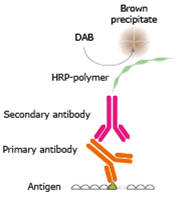 Brown
precipitate
DAB
HRP-polymer
Secondary antibody
Primary antibody
Antigen